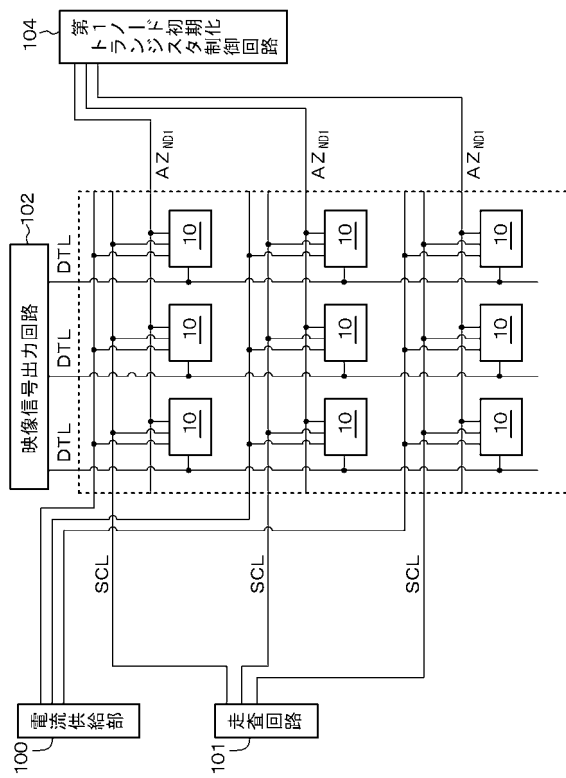 104
第１ノード初期化
トランジスタ制御回路
102
映像信号出力回路
DTL
DTL
DTL
AZND1
AZND1
AZND1
10
10
10
10
10
10
10
10
10
SCL
SCL
SCL
電流供給部
100
走査回路
101